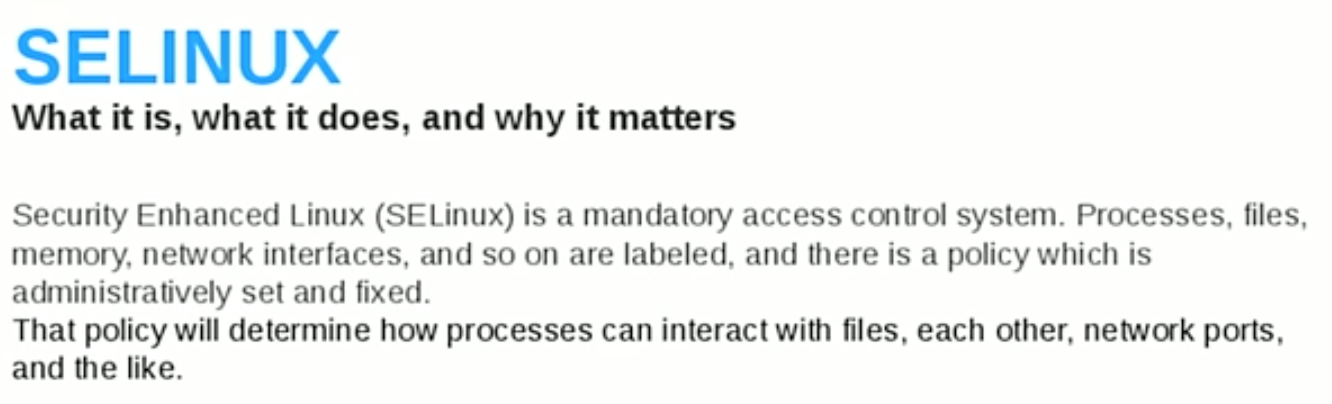 SELINUX
What it is, what it does, and why it matters
Security Enhanced Linux (SELinux) is a mandatory access control system. Processes, files,
memory, network interfaces, and so on are labeled, and there is a policy which is
administratively set and fixed.
That policy will determine how processes can interact with files, each other, network ports,
and the like.